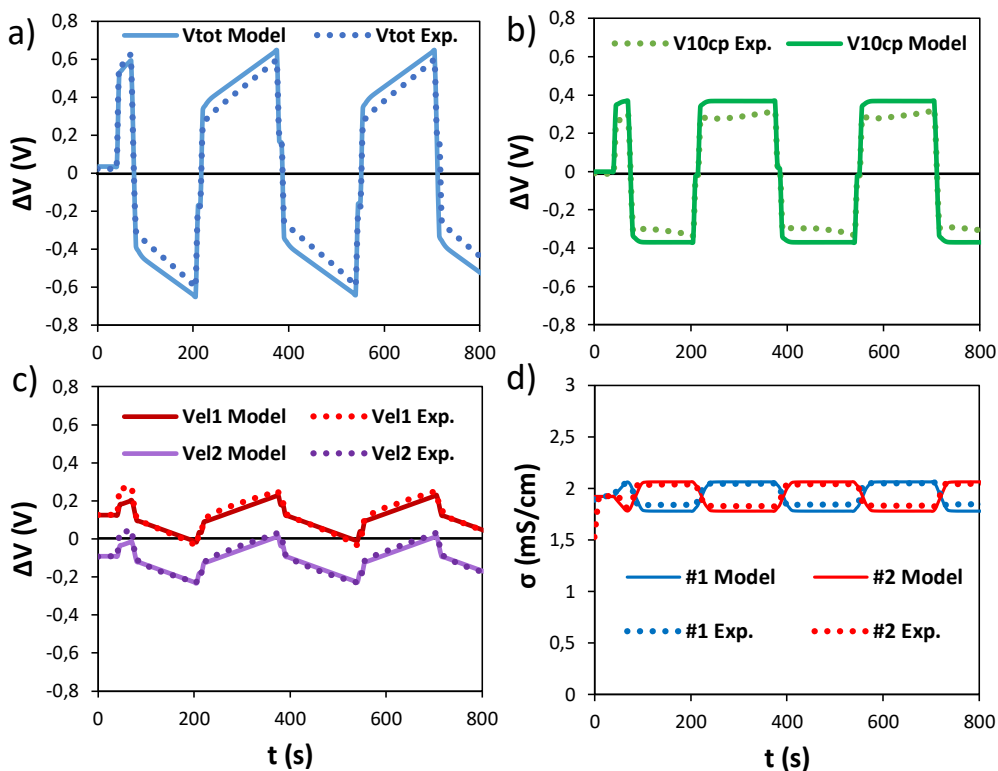 a)
Vtot Model Vtot Exp.
0,8
0,6
0,4
0,2
0
-0,2
-0,4
-0,6
-0,8
ΔV (V)
0 200 400 600 800
b)
V10cp Exp. V10cp Model
0,8
0,6
0,4
0,2
0
-0,2
-0,4
-0,6
-0,8
ΔV (V)
0 200 400 600 800
c)
Vel1 Model Vel1 Exp.
Vel2 Model Vel2 Exp.
0,8
0,6
0,4
0,2
0
-0,2
-0,4
-0,6
-0,8
ΔV (V)
0 200 400 600 800
t (s)
d)
3
2,5
2
1,5
1
0,5
0
σ (mS/cm)
#1 Model #2 Model
#1 Exp. #2 Exp.
0 200 400 600 800
t (s)